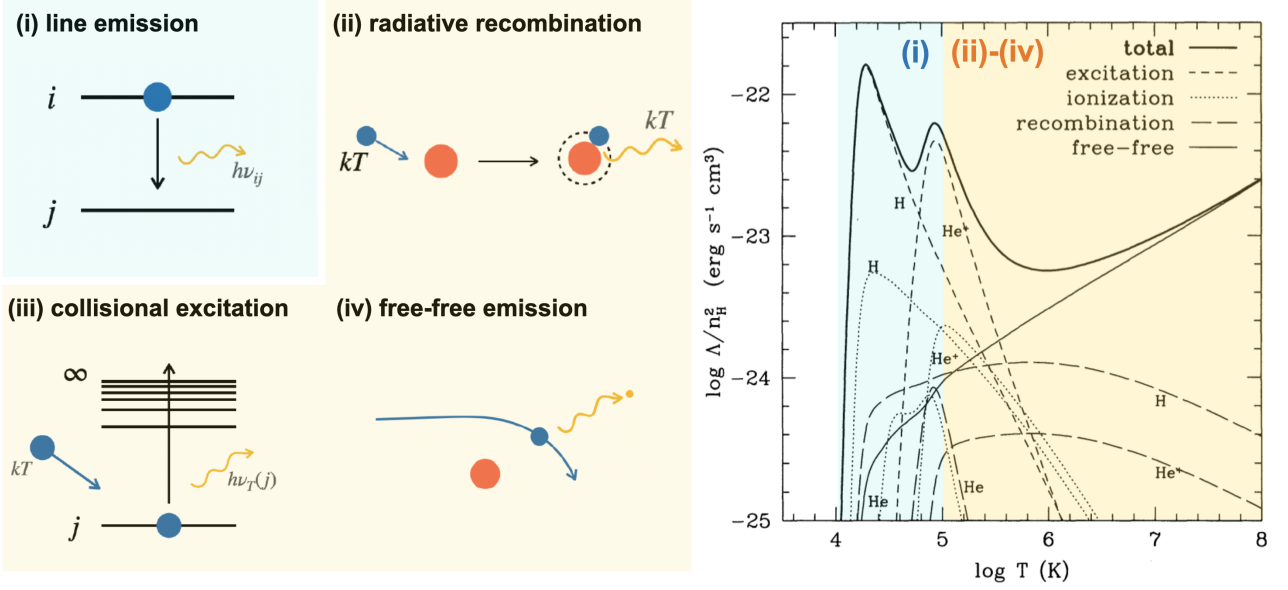 (i) line emission
i
j
hν_ij
(ii) radiative recombination
kT
kT
(iii) collisional excitation
∞
kT
hν_T(j)
j
(iv) free-free emission
(i) (ii)-(iv)
total
excitation
ionization
recombination
free−free
H
He⁺
H
He⁺
H
He⁺
He
He
−22
−23
−24
−25
log Λ/n_H² (erg s⁻¹ cm³)
4 5 6 7 8
log T (K)